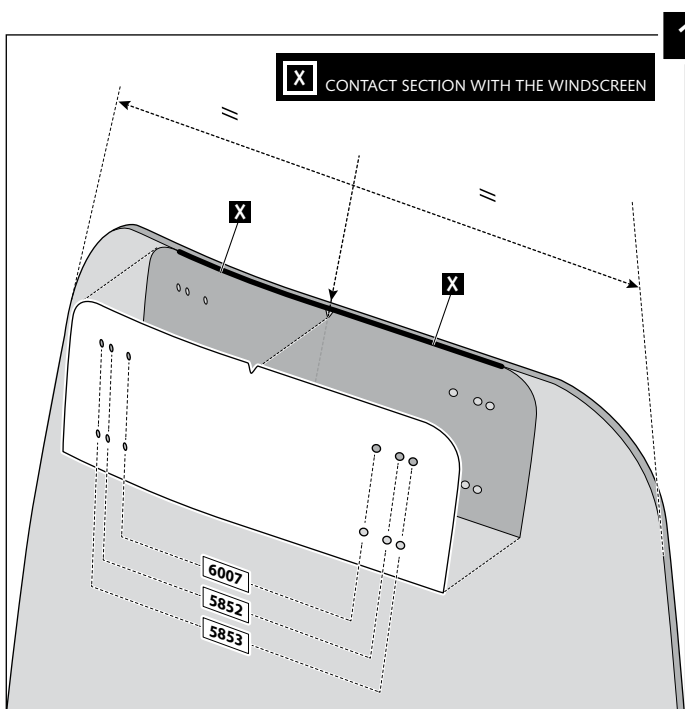 X CONTACT SECTION WITH THE WINDSCREEN
=
=
X
X
6007
5852
5853